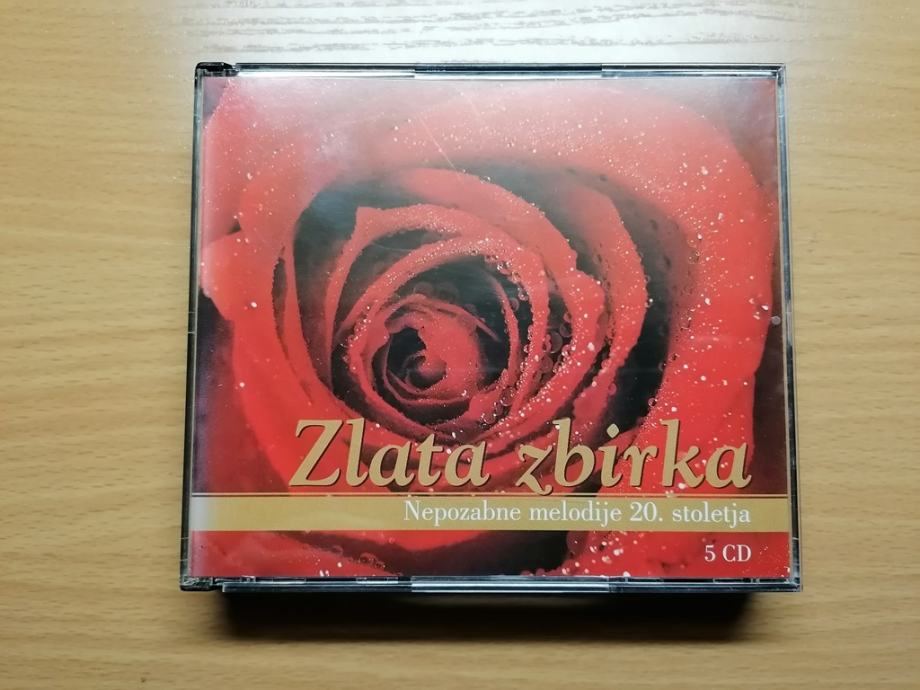 Zlata zbirka
Nepozabne melodije 20. stoletja
5 CD